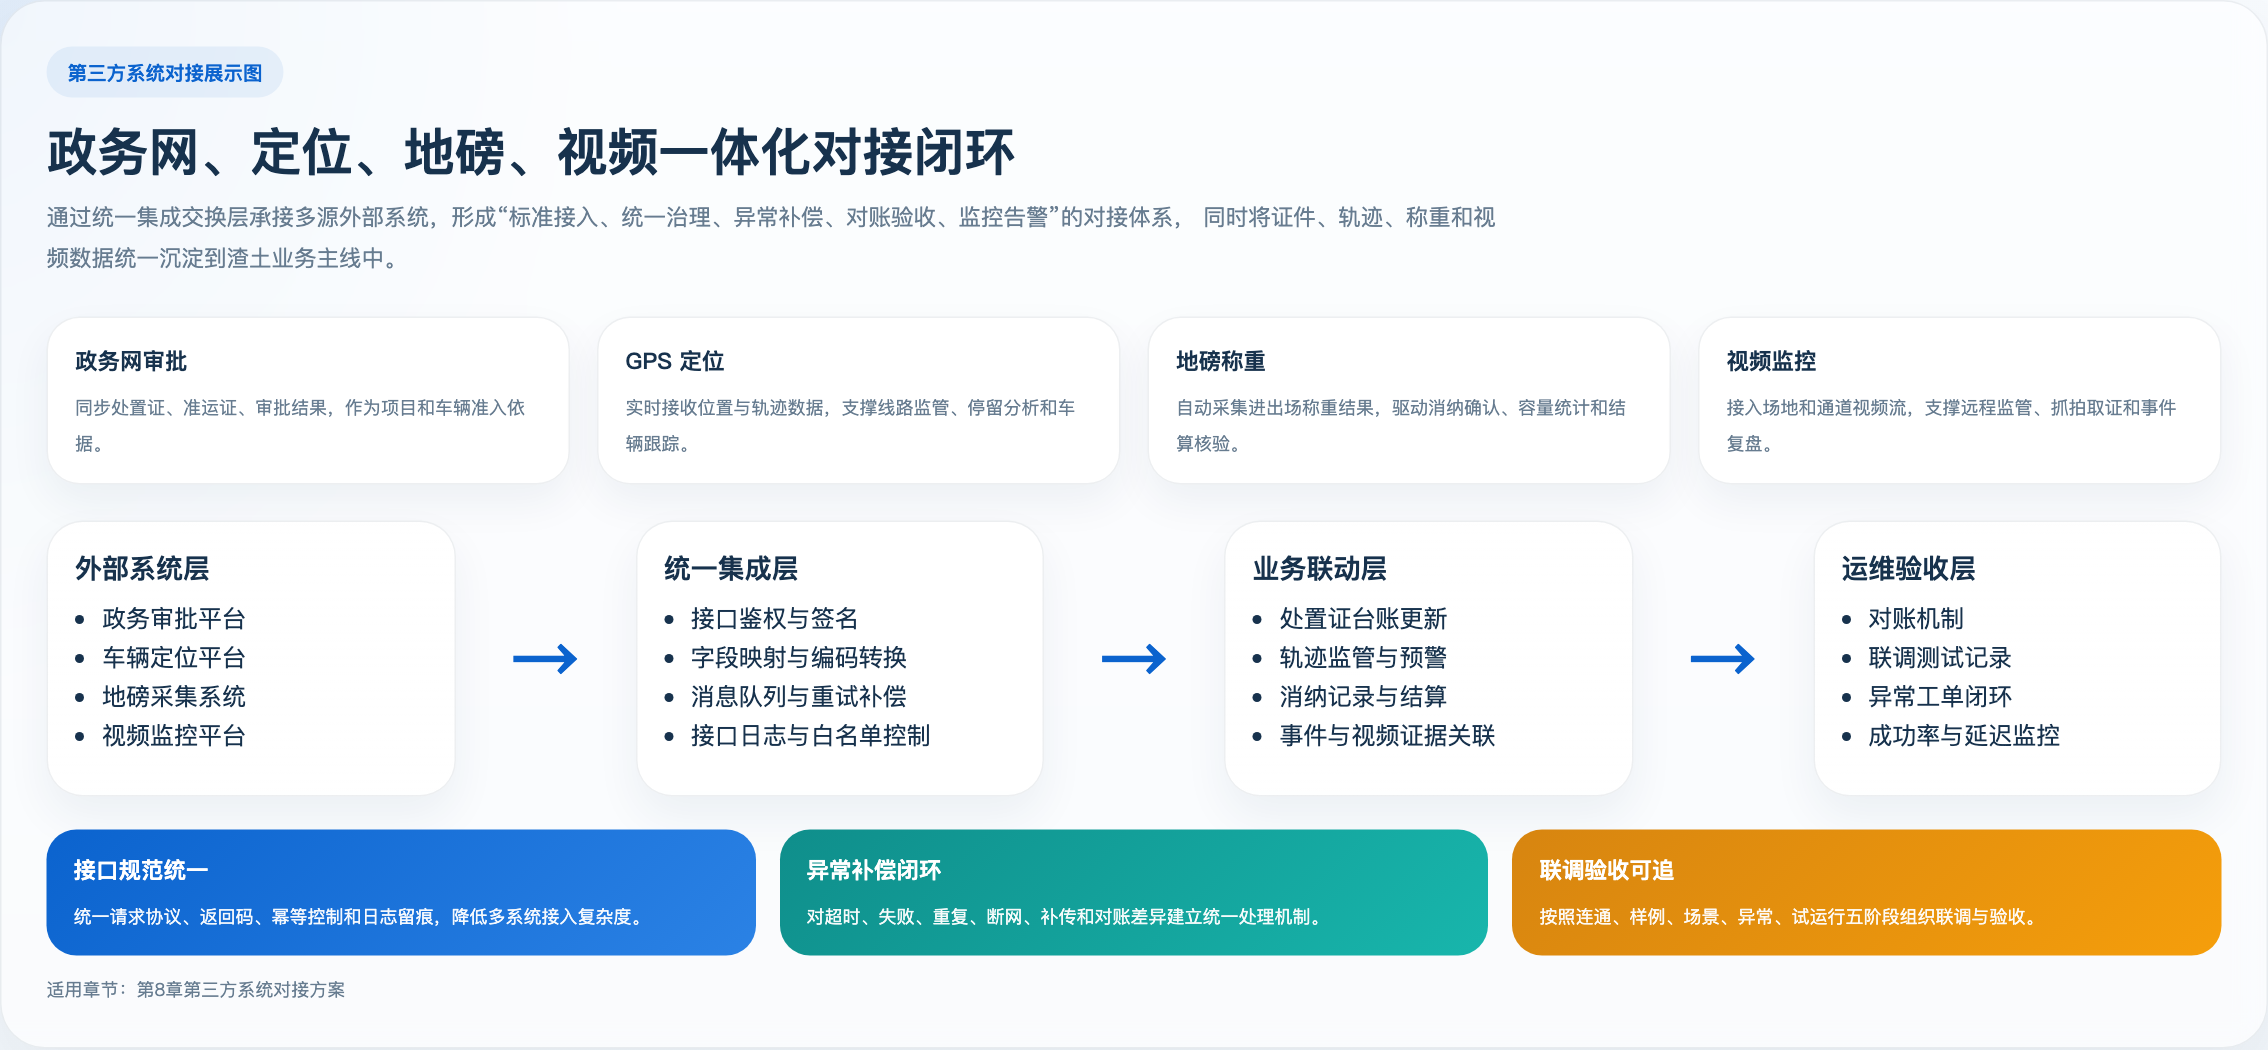 第三方系统对接展示图
政务网、定位、地磅、视频一体化对接闭环
通过统一集成交换层承接多源外部系统，形成“标准接入、统一治理、异常补偿、对账验收、监控告警”的对接体系， 同时将证件、轨迹、称重和视
频数据统一沉淀到渣土业务主线中。
政务网审批
同步处置证、准运证、审批结果，作为项目和车辆准入依
据。
GPS 定位
实时接收位置与轨迹数据，支撑线路监管、停留分析和车
辆跟踪。
地磅称重
自动采集进出场称重结果，驱动消纳确认、容量统计和结
算核验。
视频监控
接入场地和通道视频流，支撑远程监管、抓拍取证和事件
复盘。
外部系统层
• 政务审批平台
• 车辆定位平台
• 地磅采集系统
• 视频监控平台
→
统一集成层
• 接口鉴权与签名
• 字段映射与编码转换
• 消息队列与重试补偿
• 接口日志与白名单控制
→
业务联动层
• 处置证台账更新
• 轨迹监管与预警
• 消纳记录与结算
• 事件与视频证据关联
→
运维验收层
• 对账机制
• 联调测试记录
• 异常工单闭环
• 成功率与延迟监控
接口规范统一
统一请求协议、返回码、幂等控制和日志留痕，降低多系统接入复杂度。
异常补偿闭环
对超时、失败、重复、断网、补传和对账差异建立统一处理机制。
联调验收可追
按照连通、样例、场景、异常、试运行五阶段组织联调与验收。
适用章节：第8章第三方系统对接方案